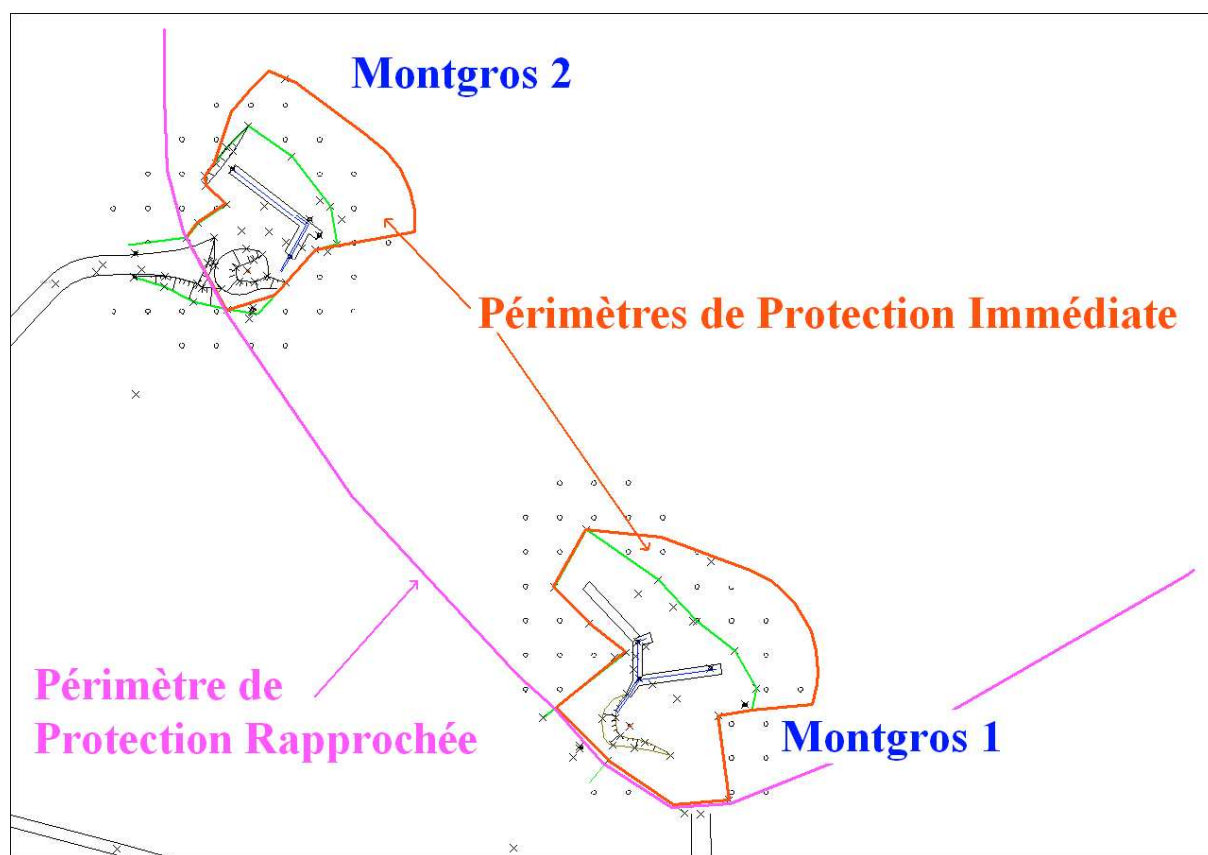 Montgros 2
Périmètres de Protection Immédiate
Périmètre de
Protection Rapprochée
Montgros 1